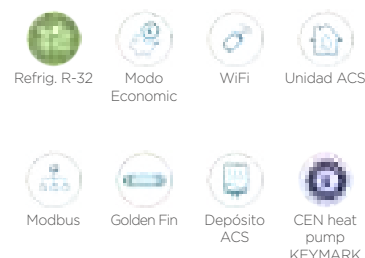 Refrig. R-32
Modo
Economic
WiFi
Unidad ACS
Modbus
Golden Fin
Depósito
ACS
CEN heat
pump
KEYMARK